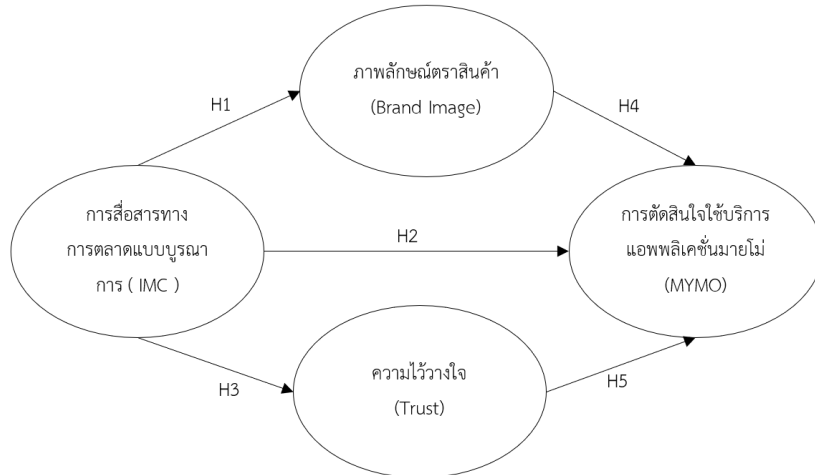 ภาพลักษณ์ตราสินค้า
(Brand Image)
H1
H4
การสื่อสารทาง
การตลาดแบบบูรณา
การ ( IMC )
H2
การตัดสินใจใช้บริการ
แอพพลิเคชั่นมายโม่
(MYMO)
H3
ความไว้วางใจ
(Trust)
H5